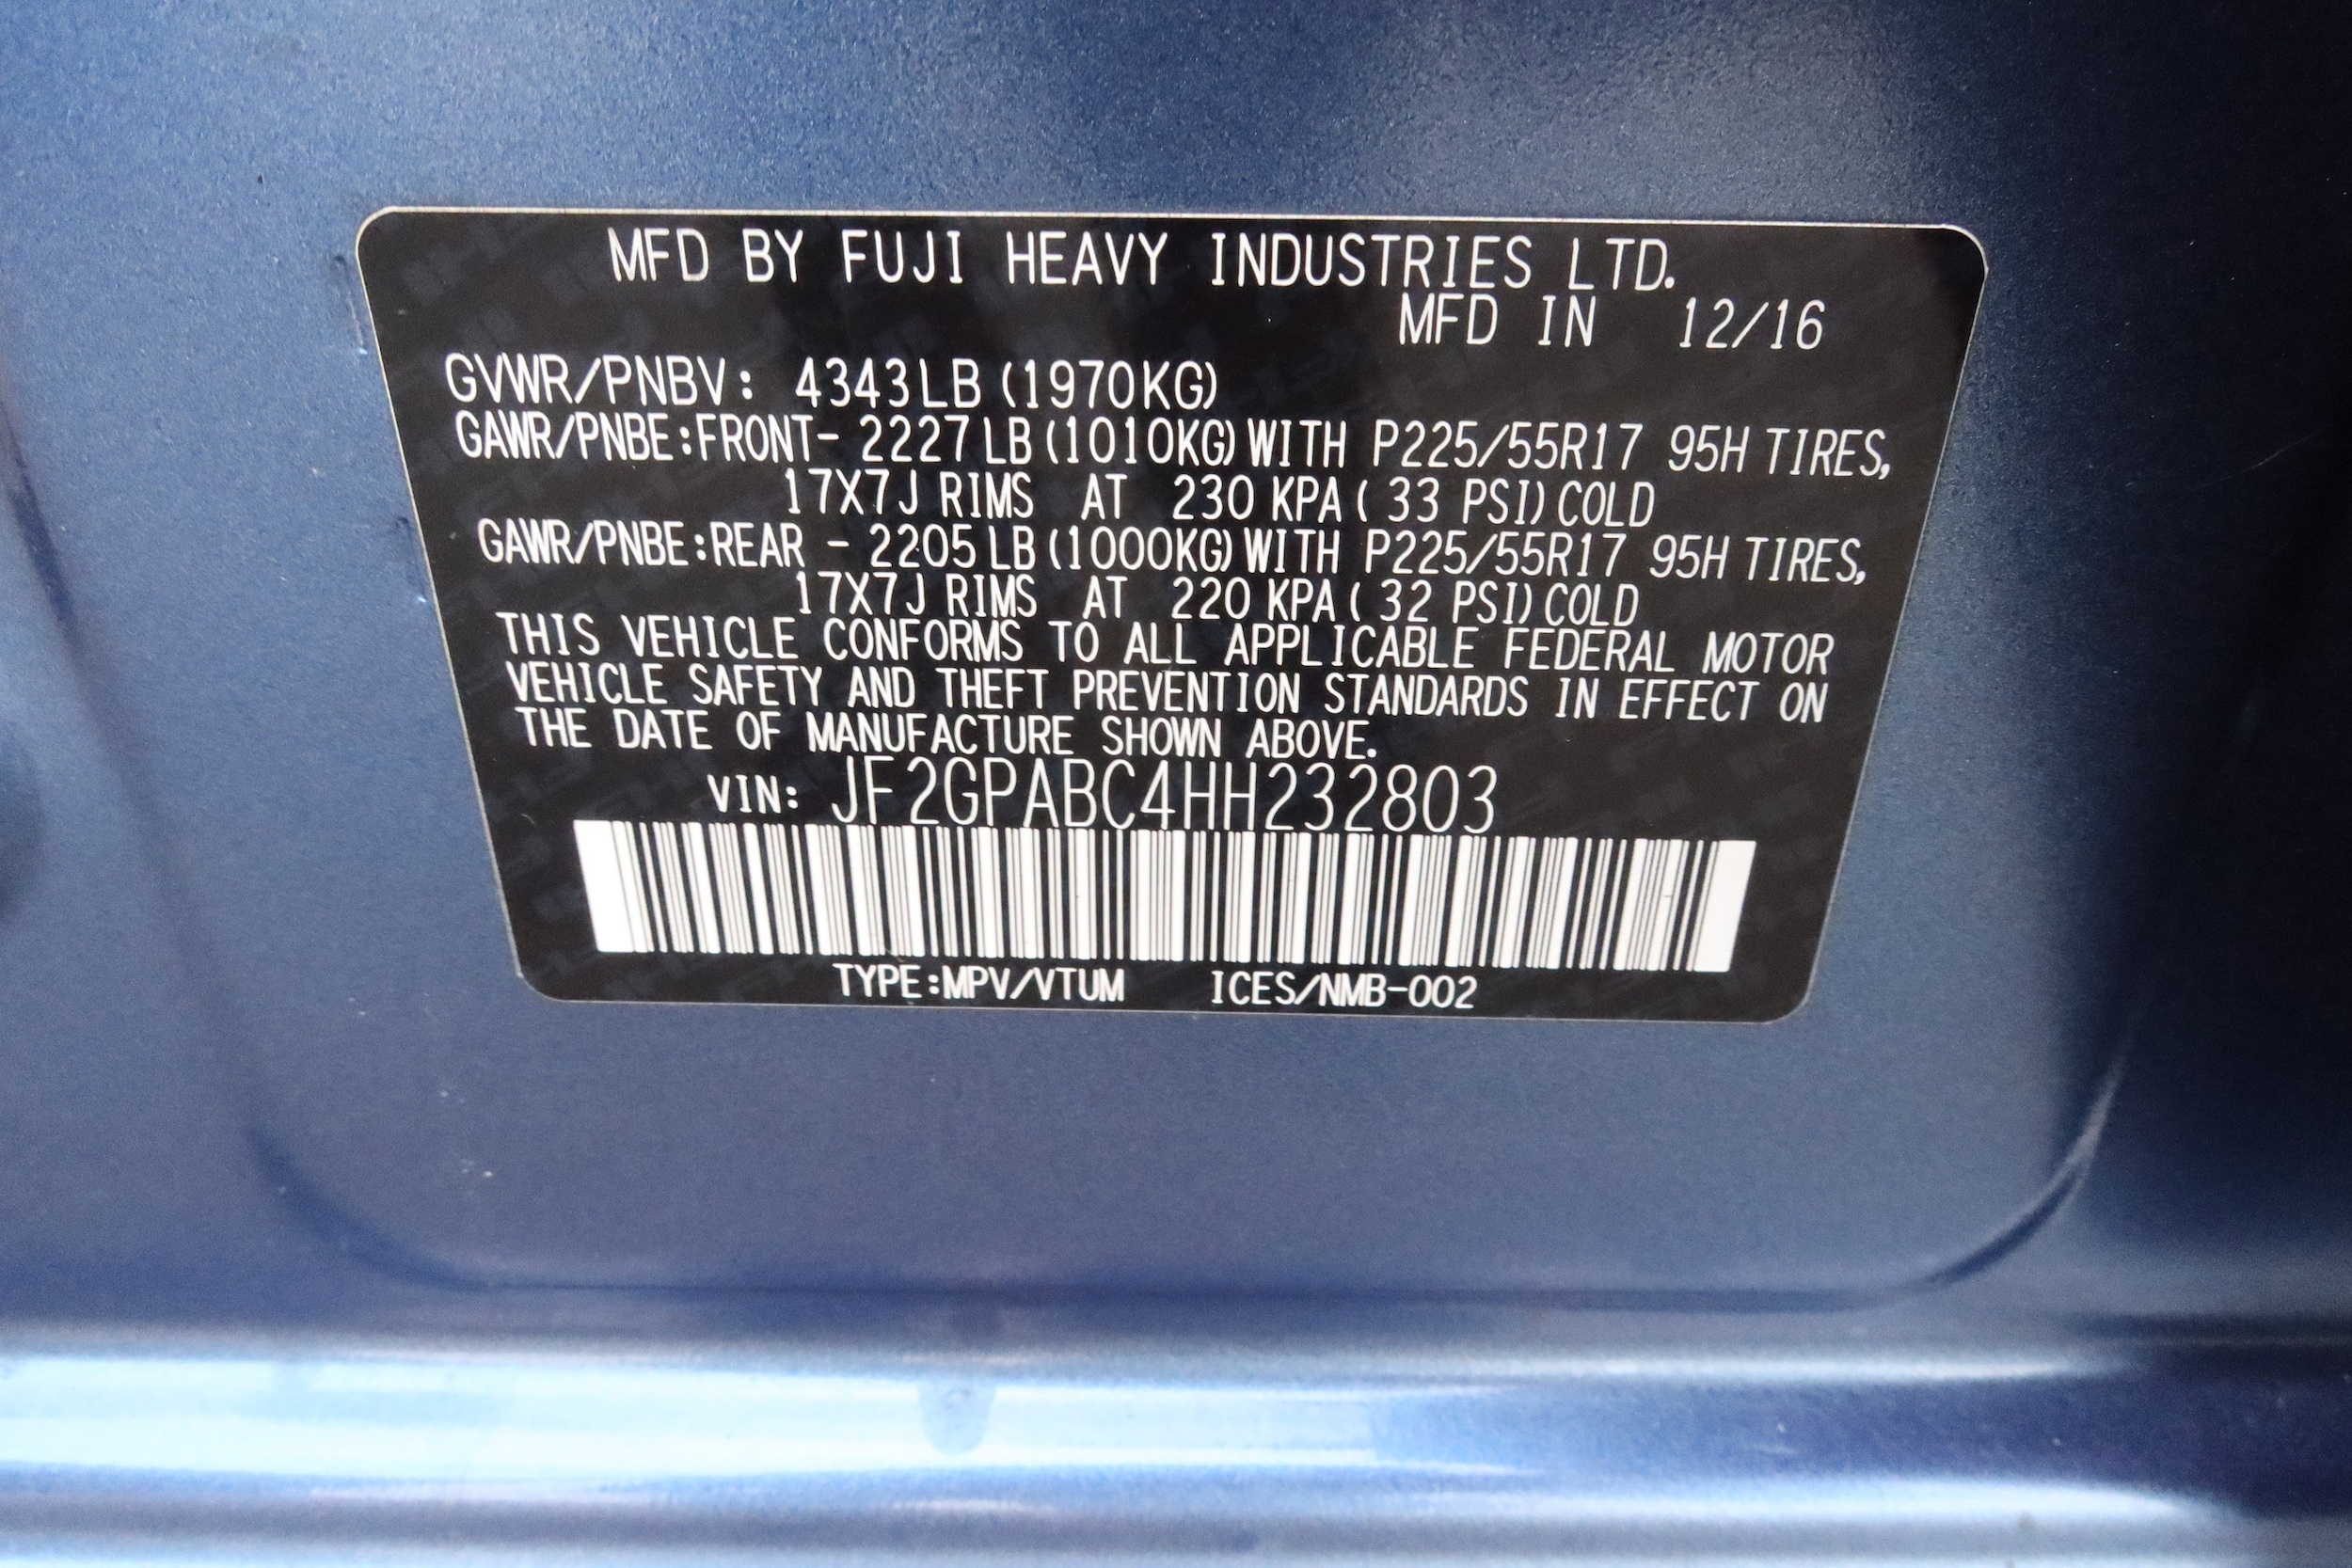 MFD BY FUJI HEAVY INDUSTRIES LTD.
MFD IN 12/16
GVWR/PNBV: 4343LB (1970KG)
GAWR/PNBE:FRONT- 2227LB (1010KG) WITH P225/55R17 95H TIRES,
17X7J RIMS AT 230 KPA ( 33 PSI) COLD
GAWR/PNBE:REAR - 2205LB (1000KG) WITH P225/55R17 95H TIRES,
17X7J RIMS AT 220 KPA ( 32 PSI) COLD
THIS VEHICLE CONFORMS TO ALL APPLICABLE FEDERAL MOTOR
VEHICLE SAFETY AND THEFT PREVENTION STANDARDS IN EFFECT ON
THE DATE OF MANUFACTURE SHOWN ABOVE.
VIN: JF2GPABC4HH232803
TYPE:MPV/VTUM ICES/NMB-002